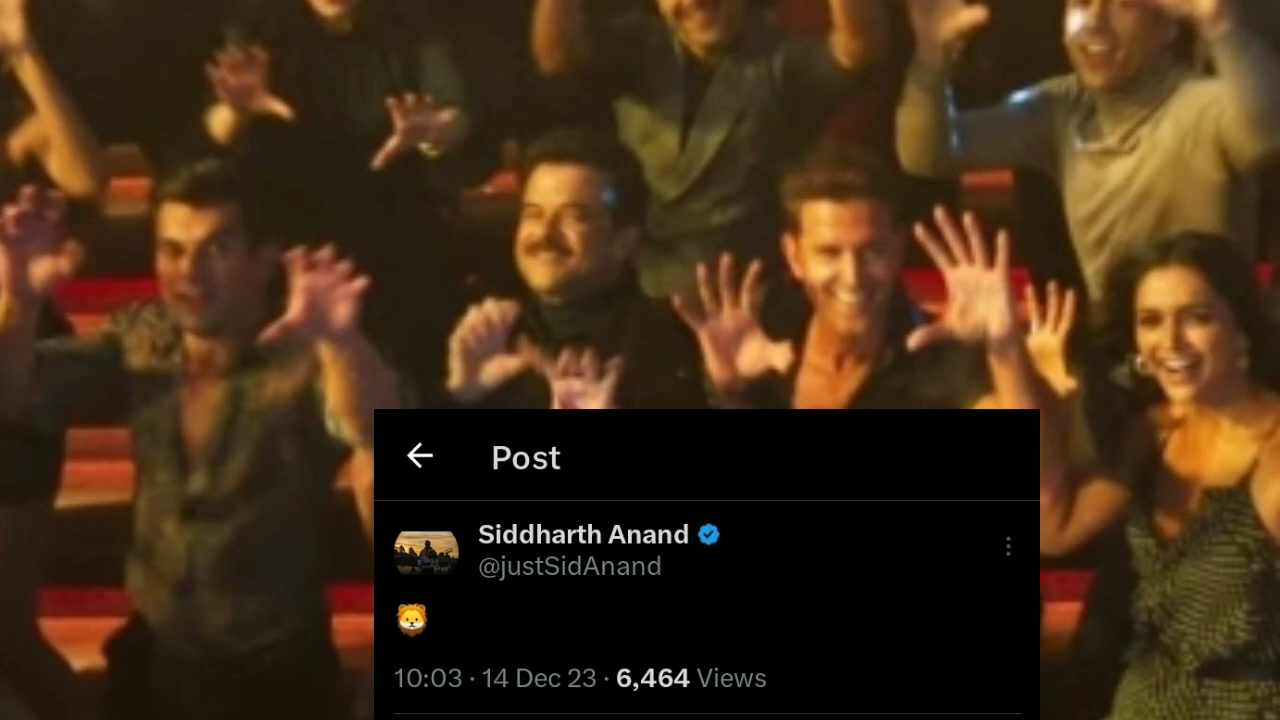 Post
Siddharth Anand
@justSidAnand
🦁
10:03 · 14 Dec 23 · 6,464 Views